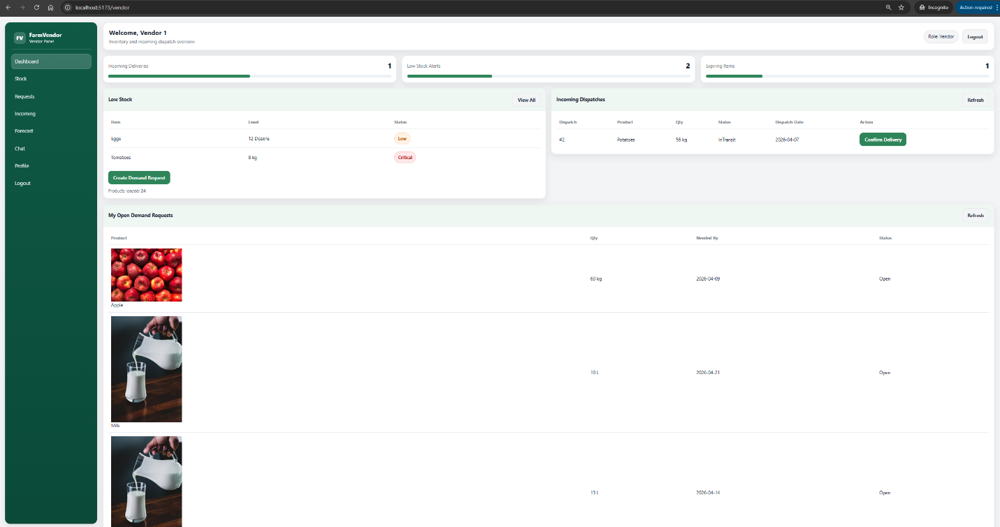 localhost:5173/vendor
Incognito
Action required
FV
FarmVendor
Vendor Panel
Dashboard
Stock
Requests
Incoming
Forecast
Chat
Profile
Logout
Welcome, Vendor 1
Inventory and incoming dispatch overview
Role: Vendor
Logout
Incoming Deliveries
1
Low Stock Alerts
2
Expiring Items
1
Low Stock
View All
Item Level Status
Eggs 12 Dozens Low
Tomatoes 8 kg Critical
Create Demand Request
Products loaded: 24
Incoming Dispatches
Refresh
Dispatch Product Qty Status Dispatch Date Action
#2 Potatoes 56 kg InTransit 2026-04-07 Confirm Delivery
My Open Demand Requests
Refresh
Product Qty Needed By Status
60 kg 2026-04-09 Open
Apple
10 L 2026-04-21 Open
Milk
13 L 2026-04-14 Open